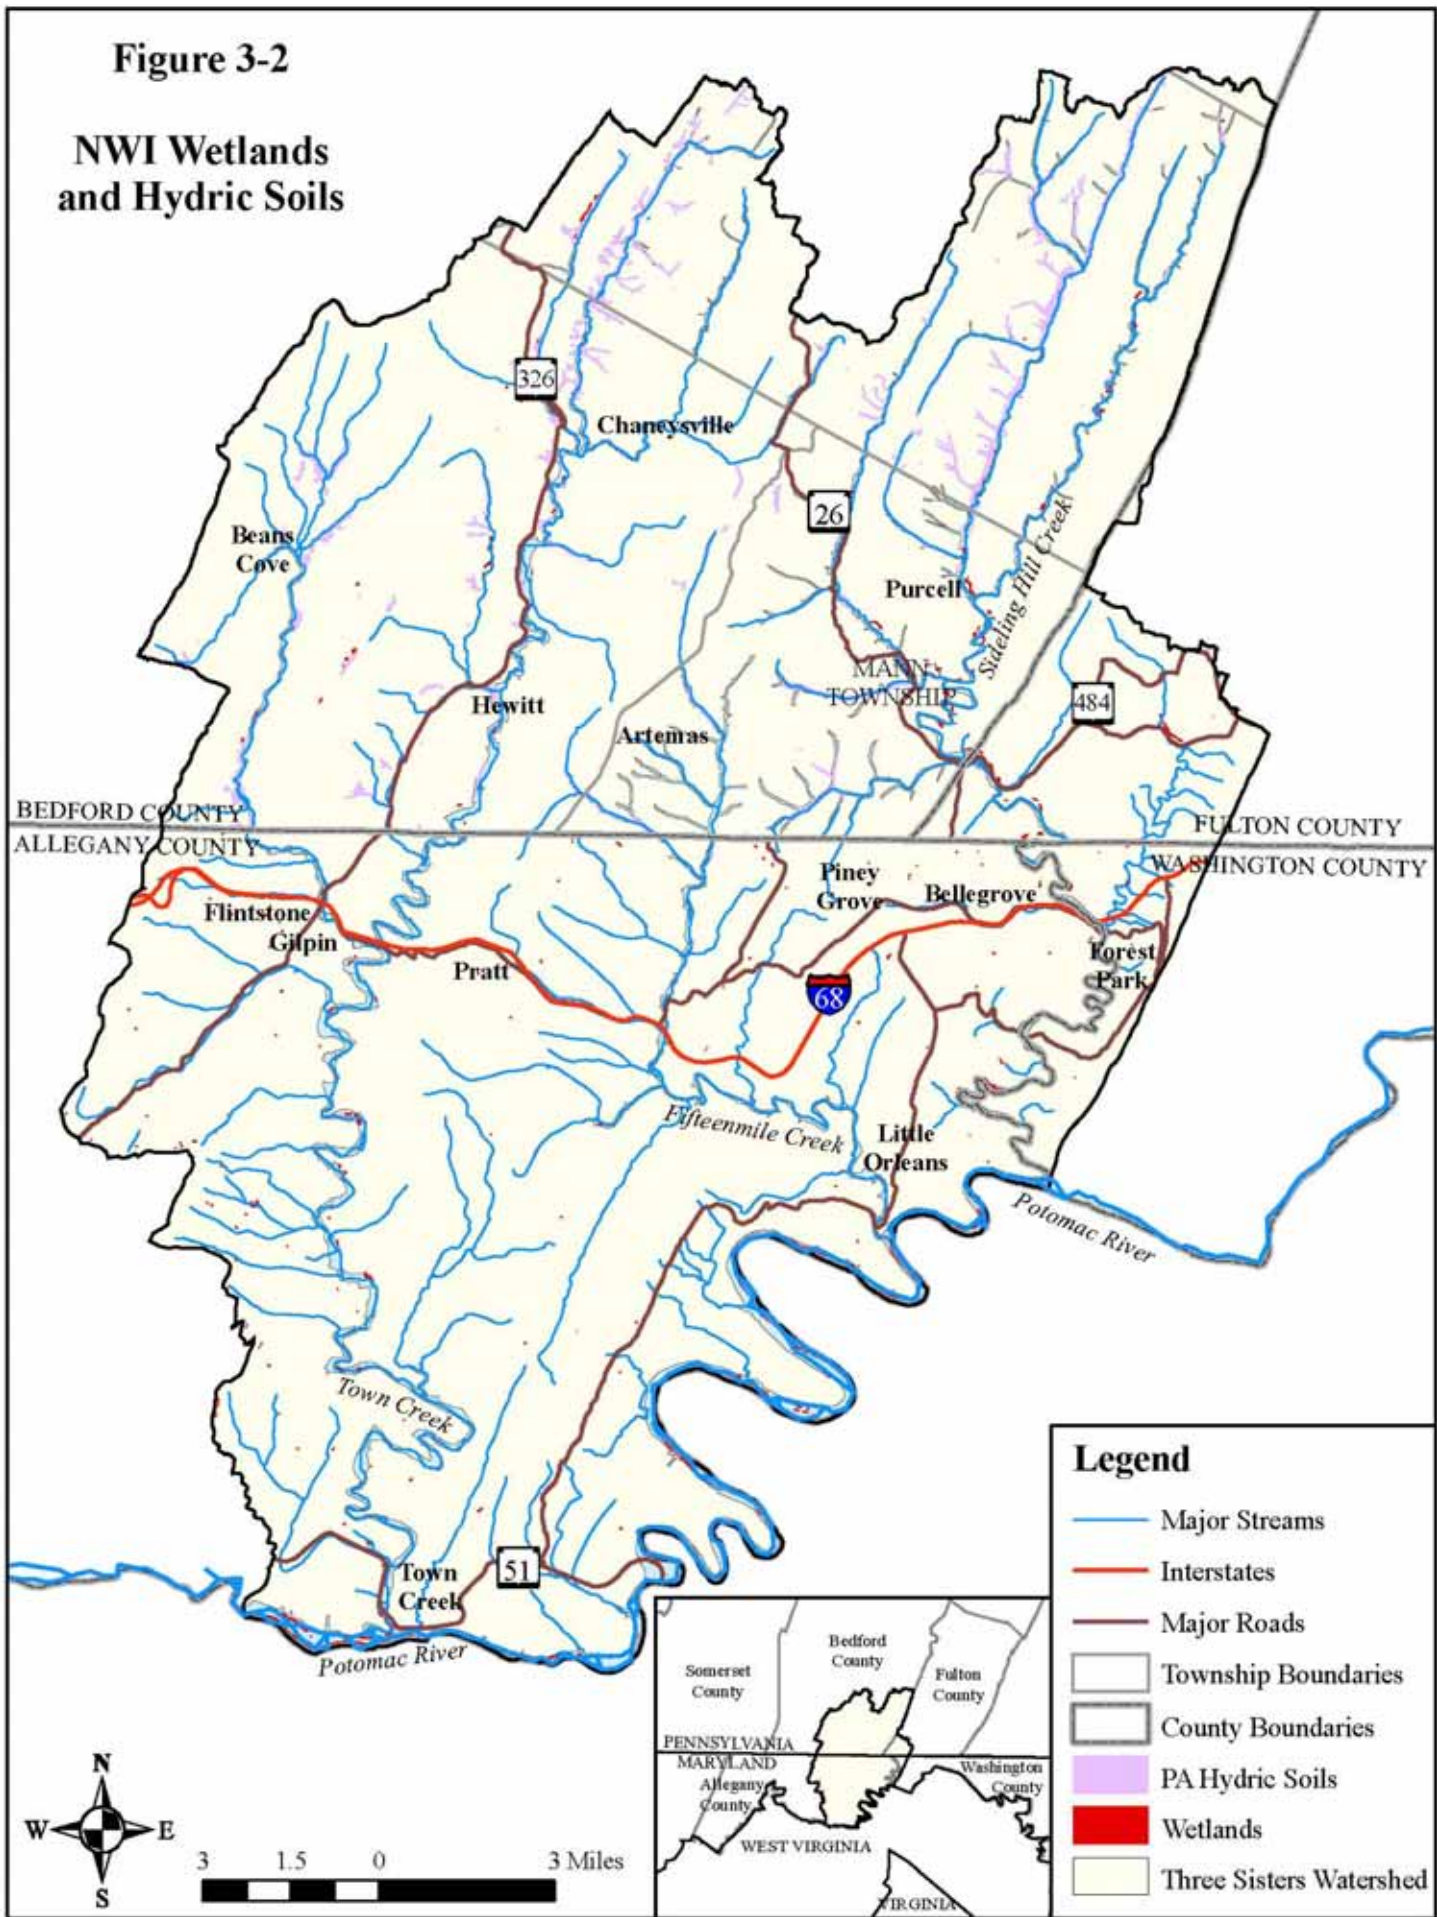 Figure 3-2
NWI Wetlands
and Hydric Soils
326
Chaneysville
26
Beans
Cove
Purcell
Sideling Hill Creek
MANN
TOWNSHIP
484
Hewitt
Artemas
BEDFORD COUNTY
ALLEGANY COUNTY
FULTON COUNTY
WASHINGTON COUNTY
Piney
Grove
Bellegrove
Flintstone
Gilpin
Pratt
Forest
Park
68
Fifteenmile Creek
Little
Orleans
Potomac River
Town Creek
51
Town
Creek
Potomac River
Legend
Major Streams
Interstates
Major Roads
Township Boundaries
County Boundaries
PA Hydric Soils
Wetlands
Three Sisters Watershed
Bedford
County
Somerset
County
Fulton
County
PENNSYLVANIA
MARYLAND
Allegany
County
Washington
County
WEST VIRGINIA
VIRGINIA
N
W
E
S
3 1.5 0 3 Miles